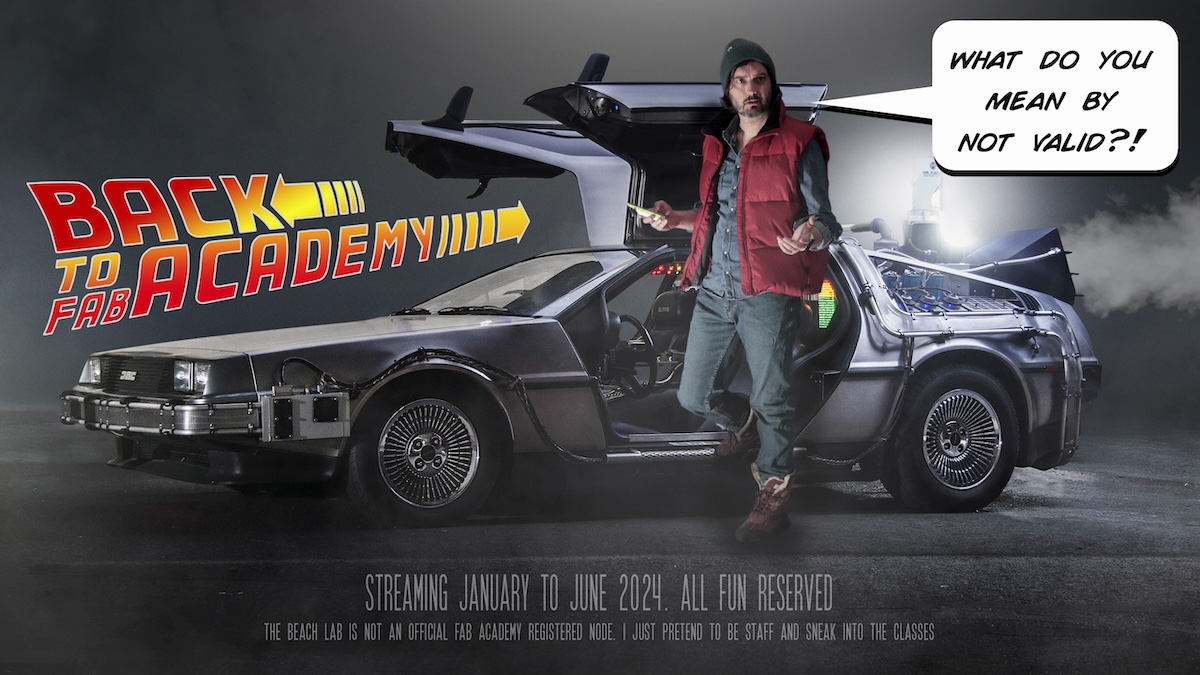 BACK
TO ACADEMY
FAB
WHAT DO YOU
MEAN BY
NOT VALID?!
STREAMING JANUARY TO JUNE 2024. ALL FUN RESERVED
THE BEACH LAB IS NOT AN OFFICIAL FAB ACADEMY REGISTERED NODE. I JUST PRETEND TO BE STAFF AND SNEAK INTO THE CLASSES